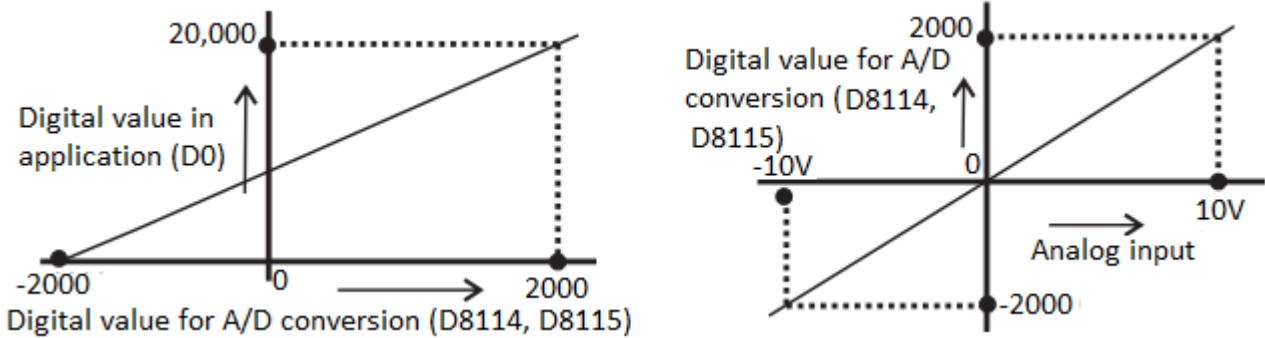 20,000
Digital value in
application (D0)
-2000
0
2000
Digital value for A/D conversion (D8114, D8115)
2000
Digital value for A/D
conversion (D8114,
D8115)
-10V
0
10V
Analog input
-2000